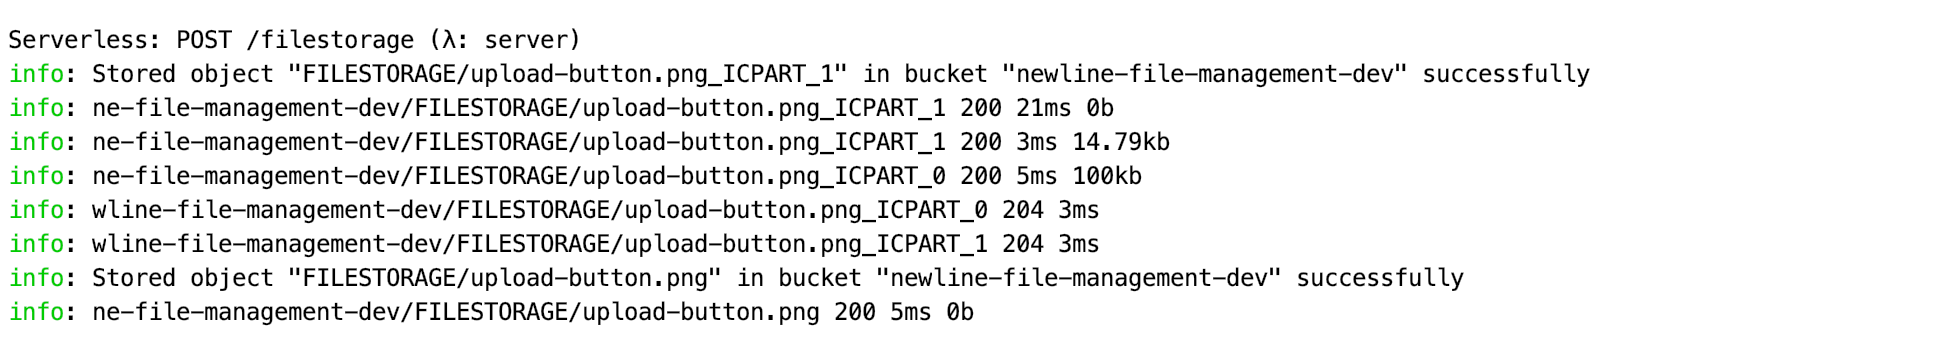 Serverless: POST /filestorage (λ: server)
info: Stored object "FILESTORAGE/upload-button.png_ICPART_1" in bucket "newline-file-management-dev" successfully
info: ne-file-management-dev/FILESTORAGE/upload-button.png_ICPART_1 200 21ms 0b
info: ne-file-management-dev/FILESTORAGE/upload-button.png_ICPART_1 200 3ms 14.79kb
info: ne-file-management-dev/FILESTORAGE/upload-button.png_ICPART_0 200 5ms 100kb
info: wline-file-management-dev/FILESTORAGE/upload-button.png_ICPART_0 204 3ms
info: wline-file-management-dev/FILESTORAGE/upload-button.png_ICPART_1 204 3ms
info: Stored object "FILESTORAGE/upload-button.png" in bucket "newline-file-management-dev" successfully
info: ne-file-management-dev/FILESTORAGE/upload-button.png 200 5ms 0b